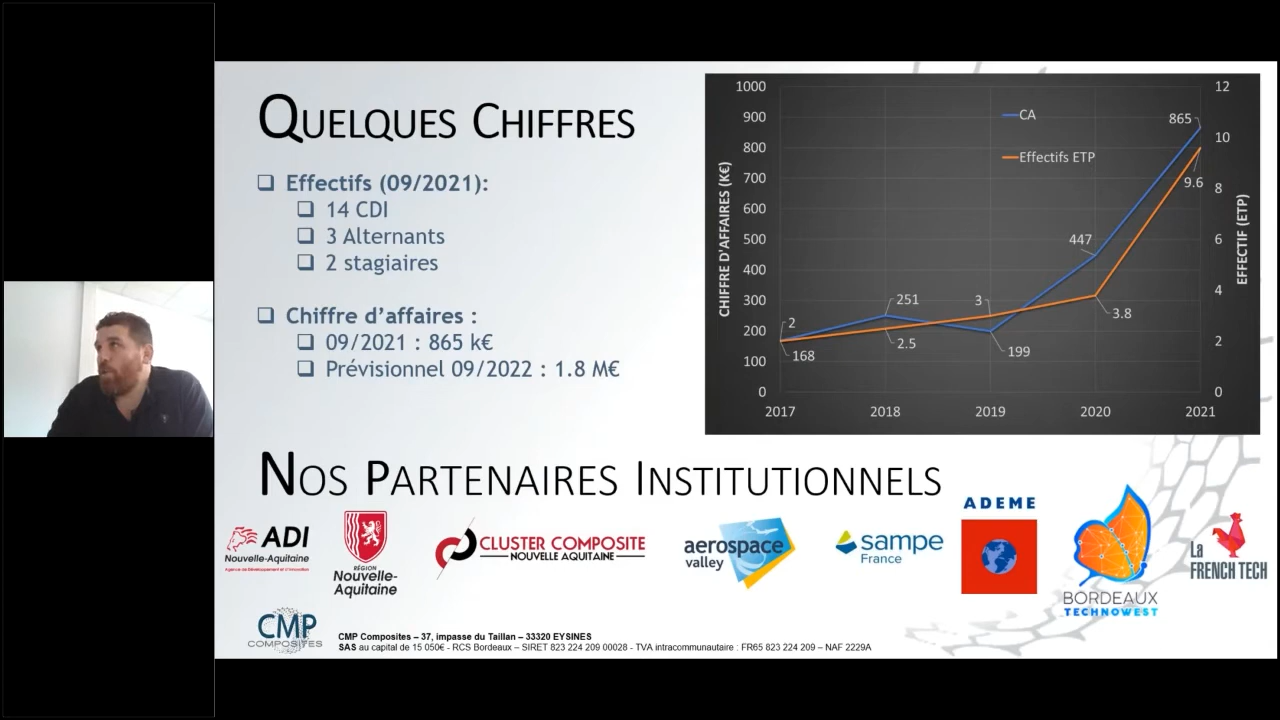 QUELQUES CHIFFRES
Effectifs (09/2021):
14 CDI
3 Alternants
2 stagiaires
Chiffre d’affaires :
09/2021 : 865 k€
Prévisionnel 09/2022 : 1.8 M€
CHIFFRE D'AFFAIRES (K€)
1000
900
800
700
600
500
400
300
200
100
0
CA
Effectifs ETP
2
168
251
2.5
3
199
447
3.8
865
9.6
12
10
8
6
4
2
0
EFFECTIF (ETP)
2017 2018 2019 2020 2021
NOS PARTENAIRES INSTITUTIONNELS
ADI
Nouvelle-Aquitaine
Agence de Développement et d'Innovation
RÉGION
Nouvelle-
Aquitaine
CLUSTER COMPOSITE
NOUVELLE AQUITAINE
aerospace
valley
sampe
France
ADEME
BORDEAUX
TECHNOWEST
La
FRENCH TECH
CMP
COMPOSITES
CMP Composites – 37, impasse du Taillan – 33320 EYSINES
SAS au capital de 15 050€ - RCS Bordeaux – SIRET 823 224 209 00028 - TVA intracommunautaire : FR65 823 224 209 – NAF 2229A